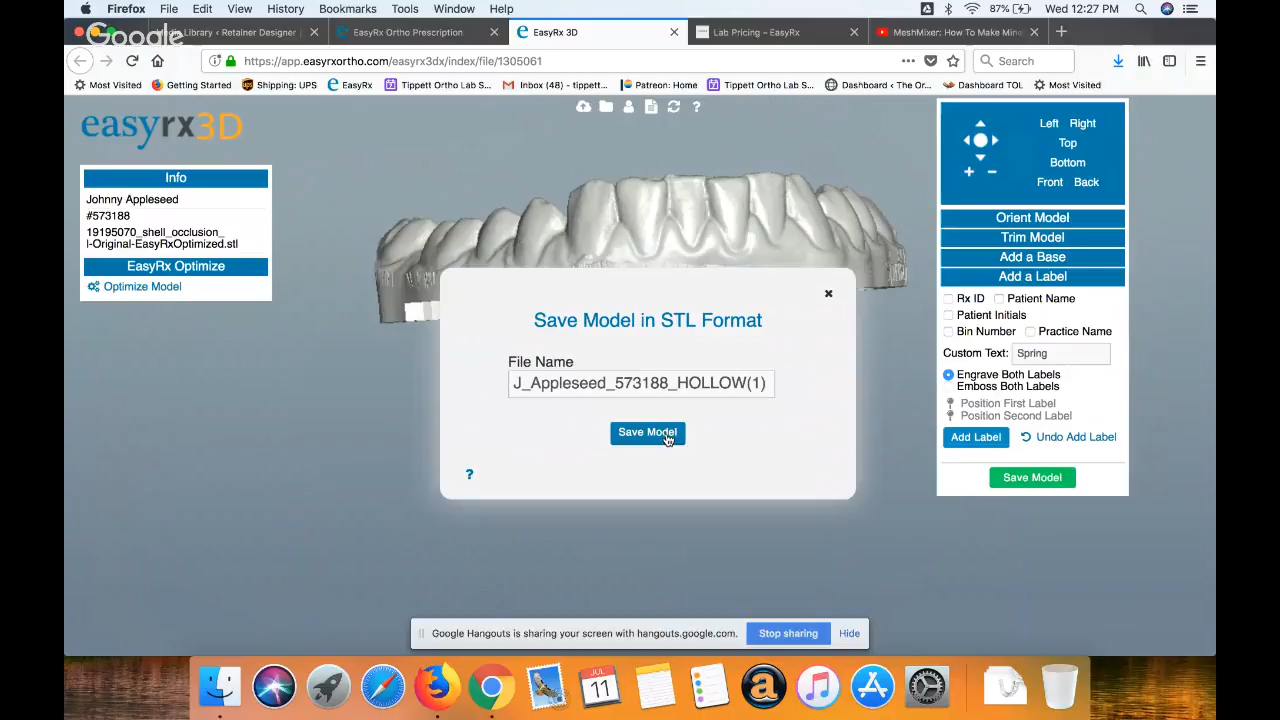 Firefox File Edit View History Bookmarks Tools Window Help 87% Wed 12:27 PM
Google
Library ‹ Retainer Designer EasyRx Ortho Prescription EasyRx 3D Lab Pricing – EasyRx MeshMixer: How To Make Mino
https://app.easyrxortho.com/easyrx3dx/index/file/1305061 Search
Most Visited Getting Started Shipping: UPS EasyRx Tippett Ortho Lab S... Inbox (48) - tippett... Patreon: Home Tippett Ortho Lab S... Dashboard ‹ The Or... Dashboard TOL Most Visited
easyrx3D
Info
Johnny Appleseed
#573188
19195070_shell_occlusion_
l-Original-EasyRxOptimized.stl
EasyRx Optimize
Optimize Model
Save Model in STL Format
File Name
J_Appleseed_573188_HOLLOW(1)
Save Model
?
Left Right
Top
Bottom
Front Back
Orient Model
Trim Model
Add a Base
Add a Label
Rx ID Patient Name
Patient Initials
Bin Number Practice Name
Custom Text: Spring
Engrave Both Labels
Emboss Both Labels
Position First Label
Position Second Label
Add Label Undo Add Label
Save Model
Google Hangouts is sharing your screen with hangouts.google.com. Stop sharing Hide
JUL
11